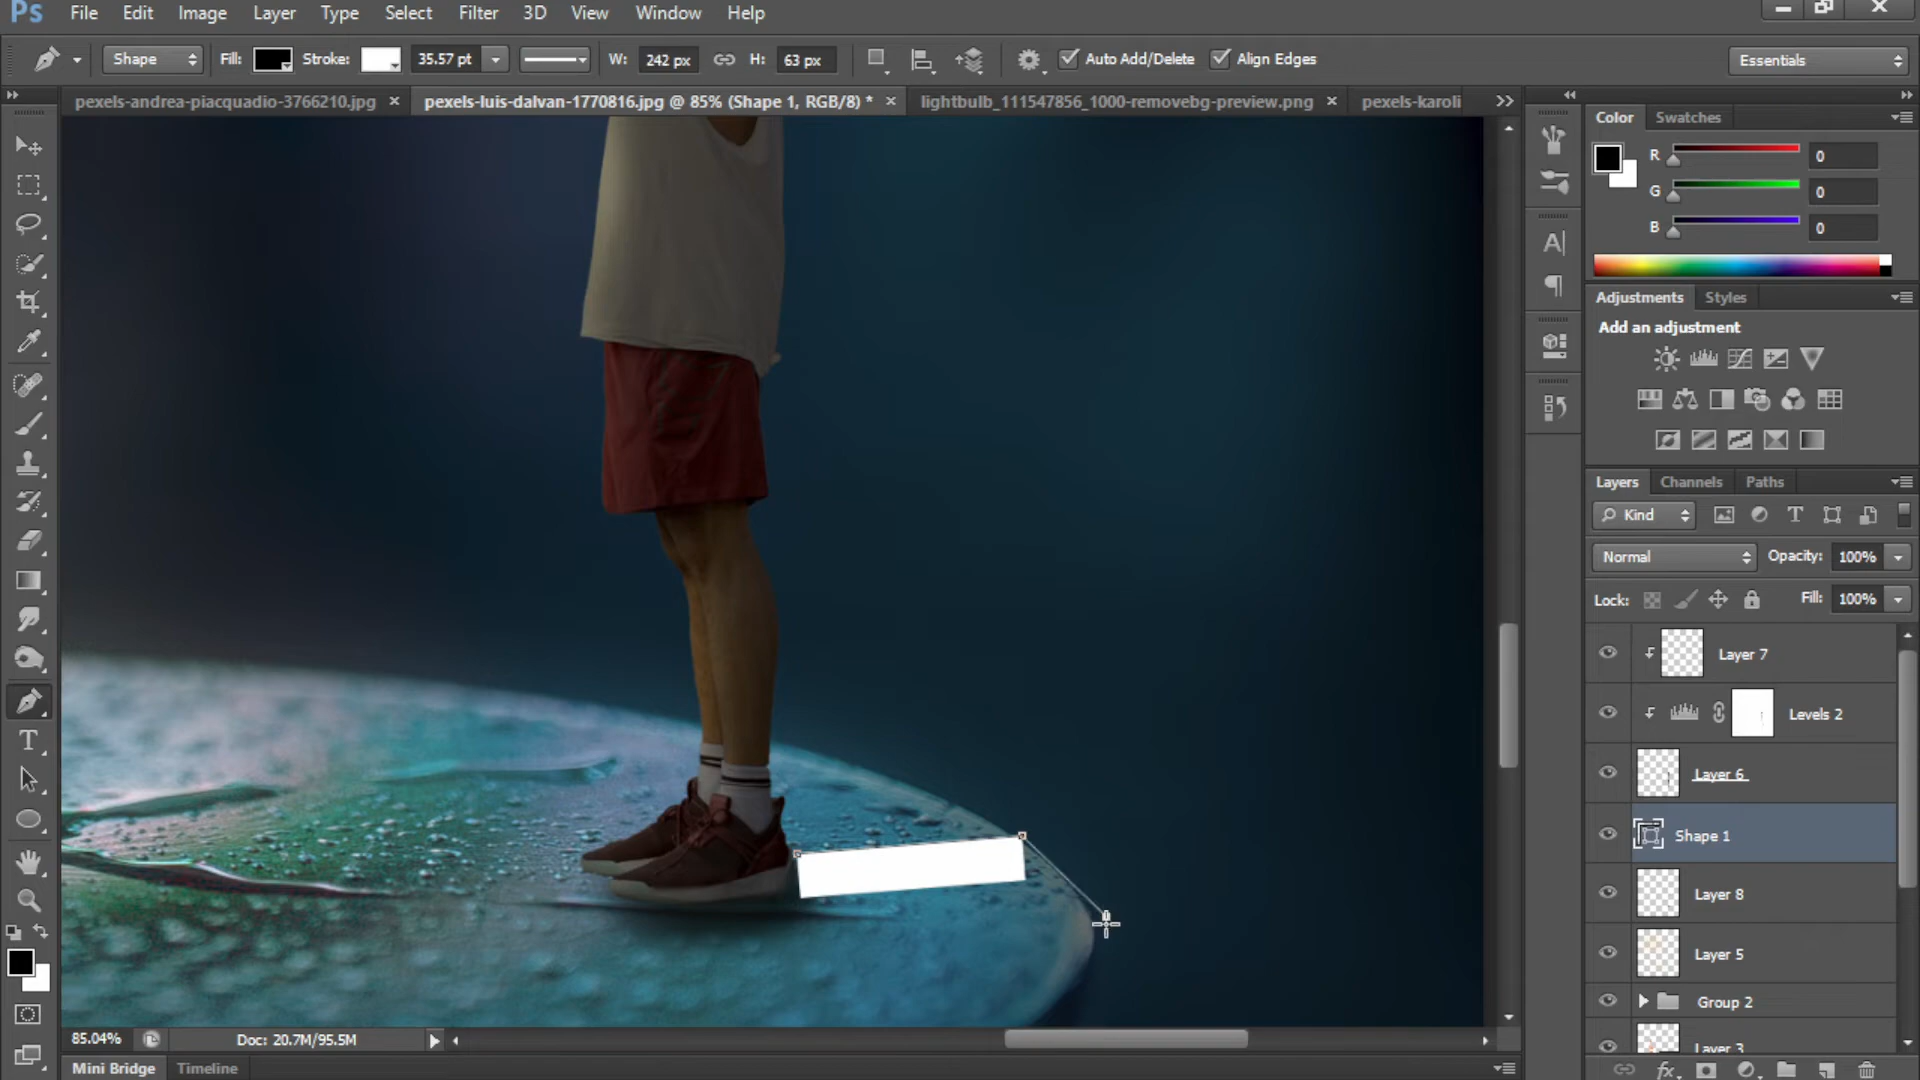 Ps File Edit Image Layer Type Select Filter 3D View Window Help
Shape Fill: Stroke: 35.57 pt W: 242 px H: 63 px Auto Add/Delete Align Edges Essentials
pexels-andrea-piacquadio-3766210.jpg pexels-luis-dalvan-1770816.jpg @ 85% (Shape 1, RGB/8) * lightbulb_111547856_1000-removebg-preview.png pexels-karoli
Color Swatches
R 0
G 0
B 0
Adjustments Styles
Add an adjustment
Layers Channels Paths
Kind
Normal Opacity: 100%
Lock: Fill: 100%
Layer 7
Levels 2
Layer 6
Shape 1
Layer 8
Layer 5
Group 2
Layer 3
85.04% Doc: 20.7M/95.5M
Mini Bridge Timeline